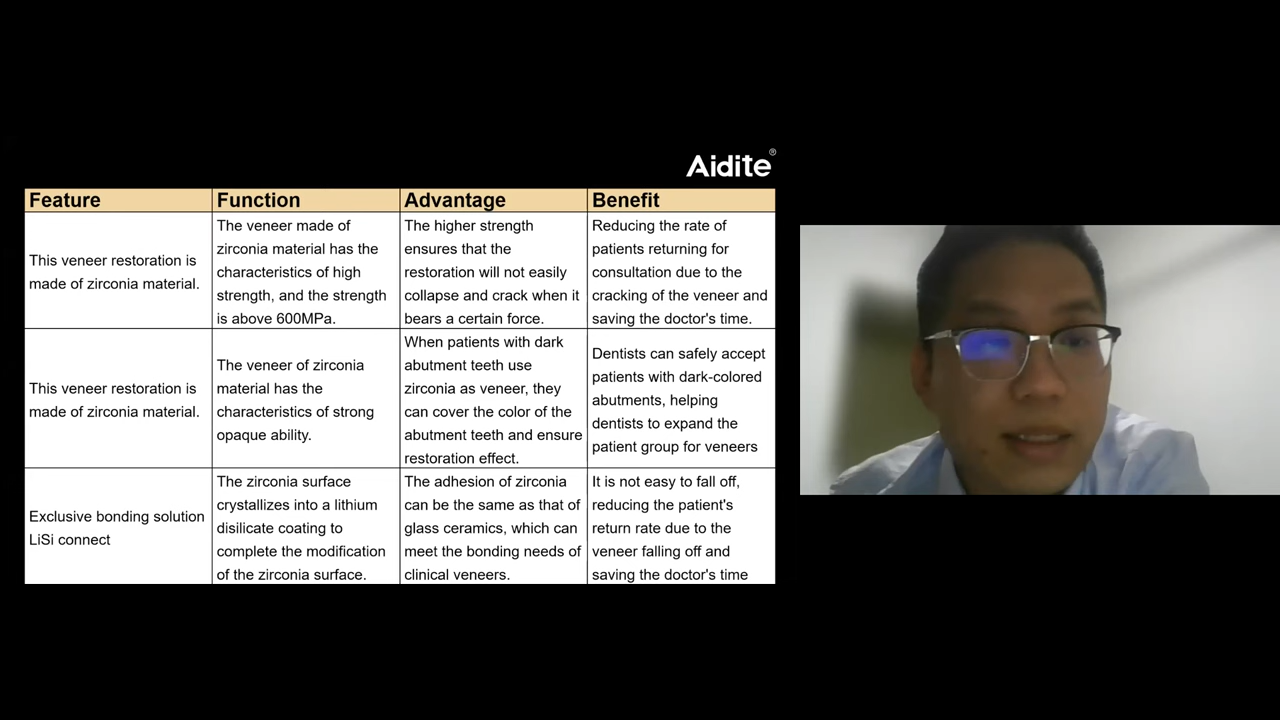 Aidite®
Feature
Function
Advantage
Benefit
This veneer restoration is
made of zirconia material.
The veneer made of
zirconia material has the
characteristics of high
strength, and the strength
is above 600MPa.
The higher strength
ensures that the
restoration will not easily
collapse and crack when it
bears a certain force.
Reducing the rate of
patients returning for
consultation due to the
cracking of the veneer and
saving the doctor's time.
This veneer restoration is
made of zirconia material.
The veneer of zirconia
material has the
characteristics of strong
opaque ability.
When patients with dark
abutment teeth use
zirconia as veneer, they
can cover the color of the
abutment teeth and ensure
restoration effect.
Dentists can safely accept
patients with dark-colored
abutments, helping
dentists to expand the
patient group for veneers
Exclusive bonding solution
LiSi connect
The zirconia surface
crystallizes into a lithium
disilicate coating to
complete the modification
of the zirconia surface.
The adhesion of zirconia
can be the same as that of
glass ceramics, which can
meet the bonding needs of
clinical veneers.
It is not easy to fall off,
reducing the patient's
return rate due to the
veneer falling off and
saving the doctor's time